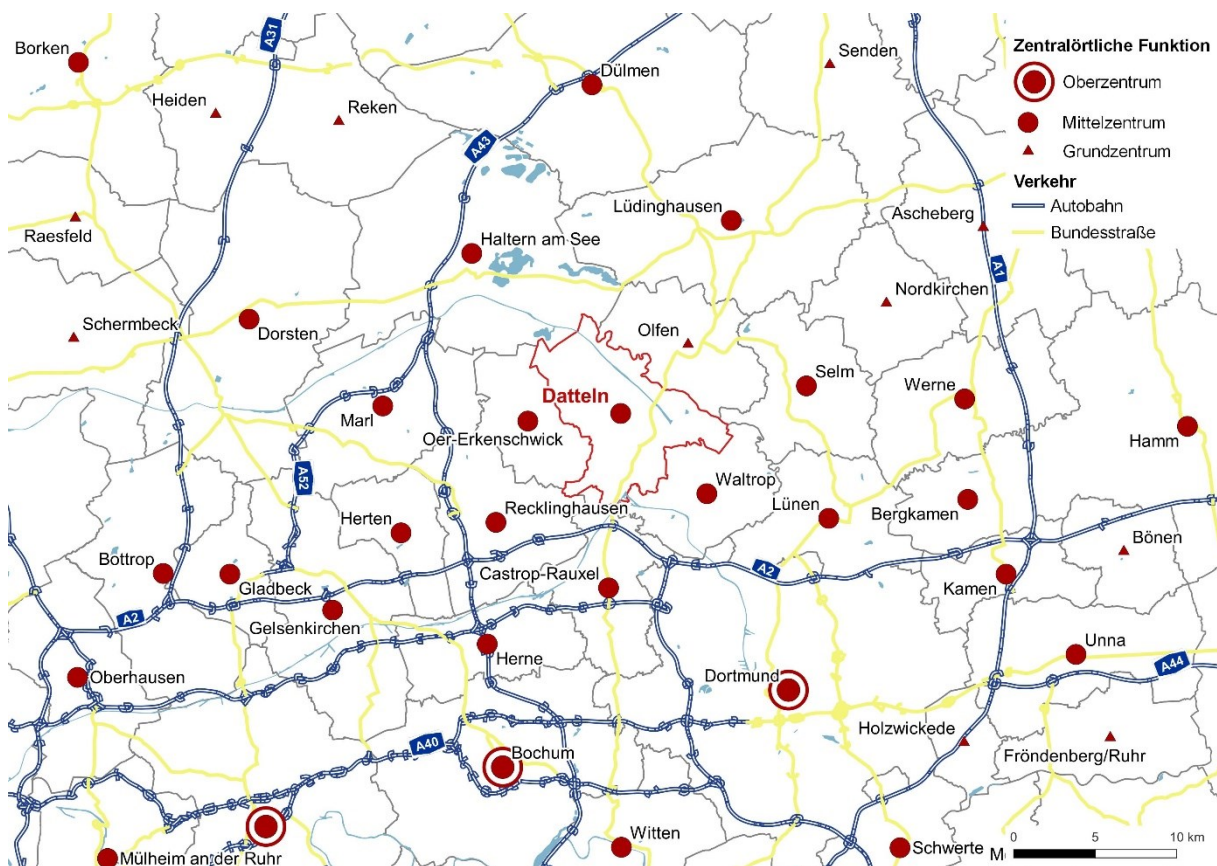 Borken
A31
Senden
Zentralörtliche Funktion
Oberzentrum
Mittelzentrum
Grundzentrum
Verkehr
Autobahn
Bundesstraße
Dülmen
Heiden
Reken
A43
Lüdinghausen
Ascheberg
Raesfeld
Haltern am See
A1
Nordkirchen
Schermbeck
Dorsten
Olfen
Selm
Datteln
Werne
Marl
Oer-Erkenschwick
Hamm
A52
Waltrop
Herten
Recklinghausen
Lünen
Bergkamen
Bönen
Bottrop
Castrop-Rauxel
A2
Gladbeck
Kamen
A2
Gelsenkirchen
Unna
Herne
A44
Oberhausen
Dortmund
Holzwickede
A40
Bochum
Fröndenberg/Ruhr
Witten
Schwerte
M
0 5 10 km
Mülheim an der Ruhr